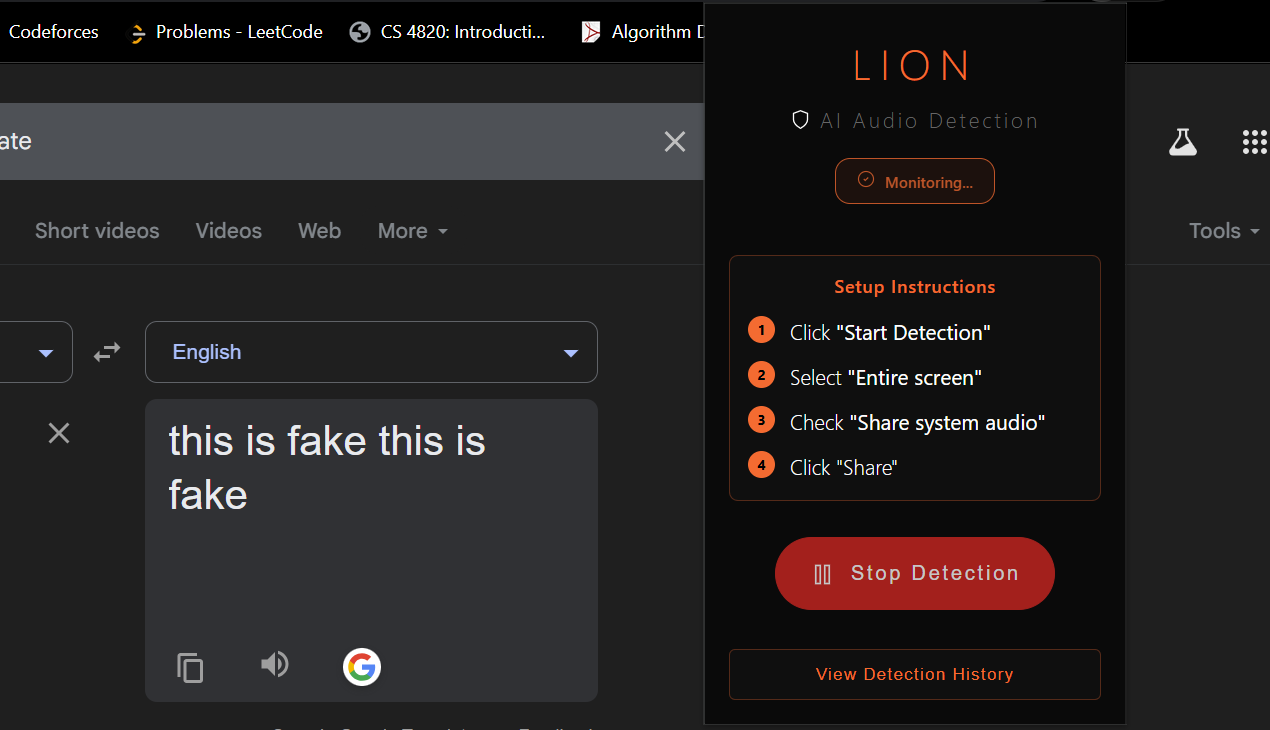 Codeforces
Problems - LeetCode
CS 4820: Introducti...
Algorithm
LION
AI Audio Detection
Monitoring...
ate
Short videos
Videos
Web
More
Tools
English
this is fake this is
fake
Setup Instructions
1 Click "Start Detection"
2 Select "Entire screen"
3 Check "Share system audio"
4 Click "Share"
Stop Detection
View Detection History